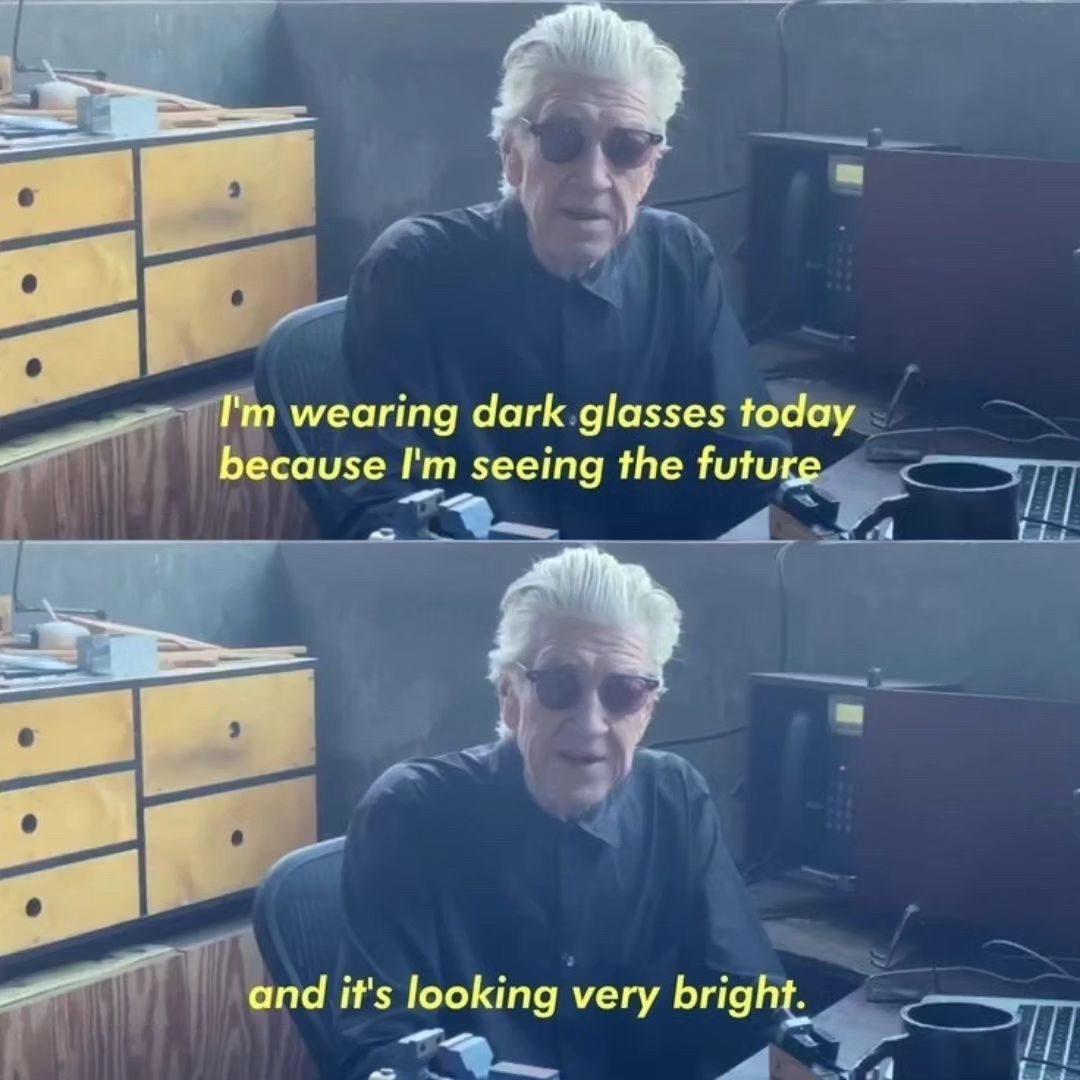 I'm wearing dark glasses today
because I'm seeing the future
and it's looking very bright.